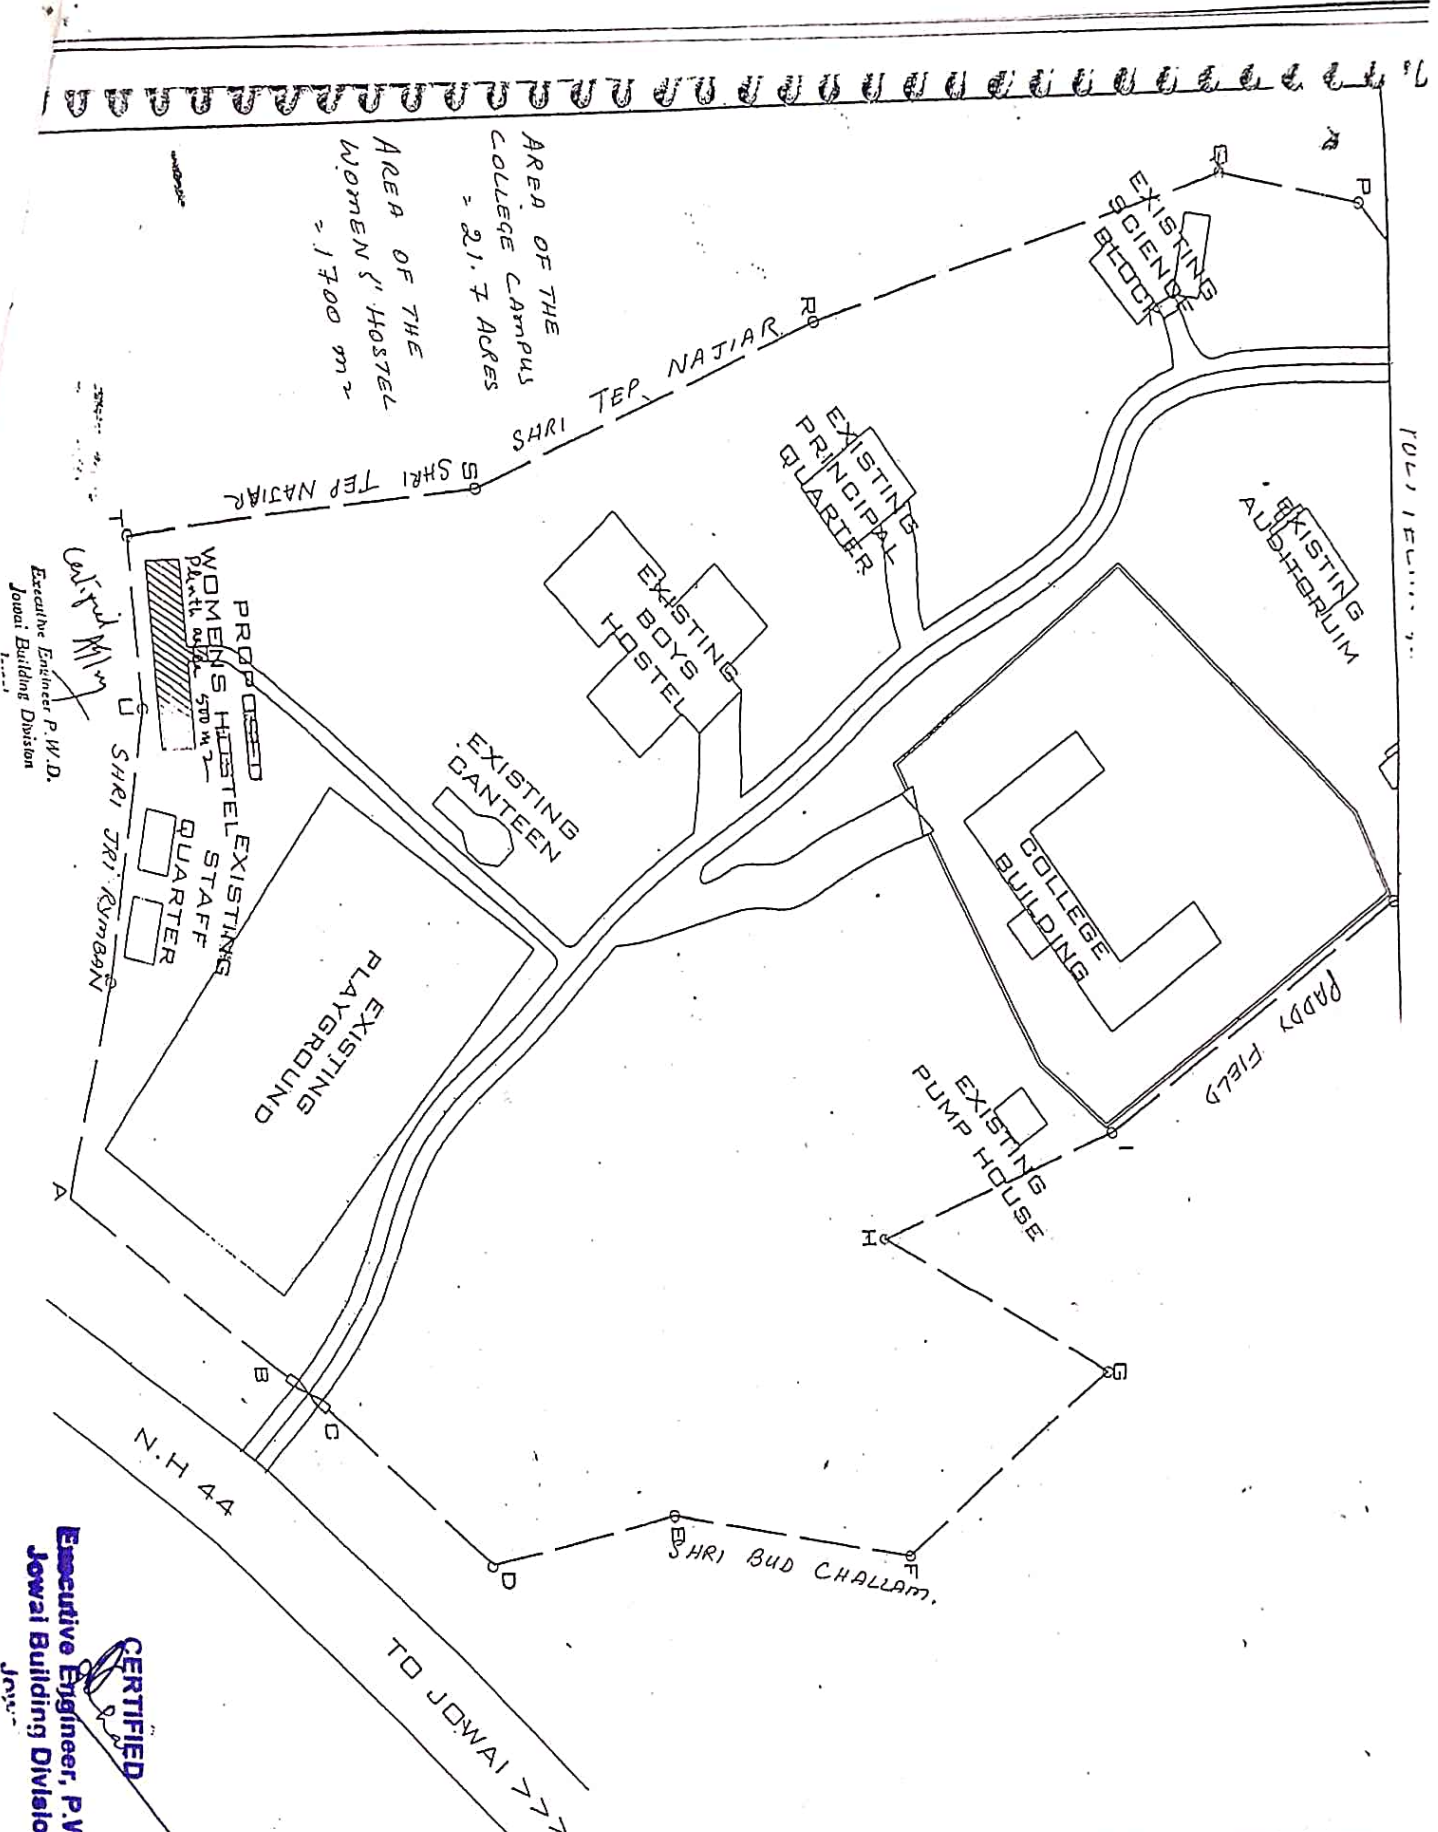 P
EXISTING
SCIENCE
BLOCK
R
AREA OF THE
COLLEGE CAMPUS
= 21.7 ACRES
AREA OF THE
WOMEN'S HOSTEL
= 1700 m2
SHRI TEP NAJIAR
S
SHRI TEP NAJIAR
T
EXISTING
PRINCIPAL
QUARTER
EXISTING
AUDITORUIM
EXISTING
BOYS
HOSTEL
PROPOSED
WOMENS HOSTEL
Plinth area 500 m2
U
SHRI JRI RYMBAN
EXISTING
STAFF
QUARTER
EXISTING
CANTEEN
COLLEGE
BUILDING
PADDY FIELD
EXISTING
PLAYGROUND
EXISTING
PUMP HOUSE
I
H
G
A
B
C
D
E
F
SHRI BUD CHALLAM.
N.H 44
TO JOWAI
Certified
Executive Engineer P.W.D.
Jowai Building Division
CERTIFIED
Executive Engineer, P.W
Jowai Building Divisio